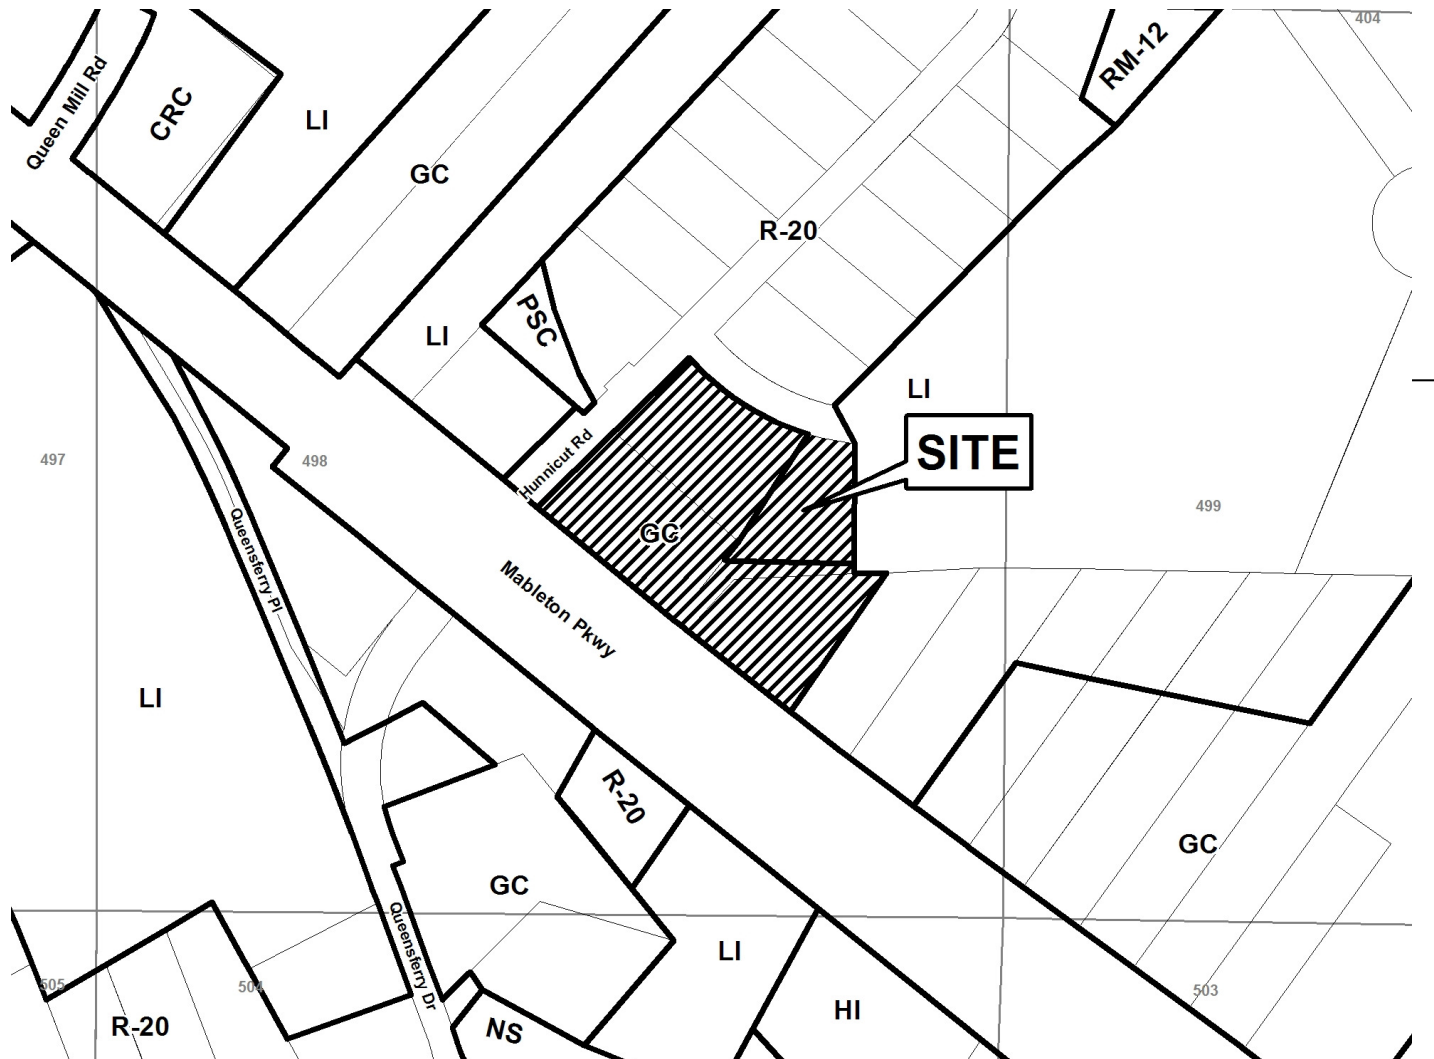 404
RM-12
Queen Mill Rd
CRC
LI
GC
R-20
PSC
LI
LI
SITE
Hunnicut Rd
497
498
499
GC
Queensferry Pl
Mableton Pkwy
LI
R-20
GC
GC
Queensferry Dr
LI
505
504
503
R-20
NS
HI